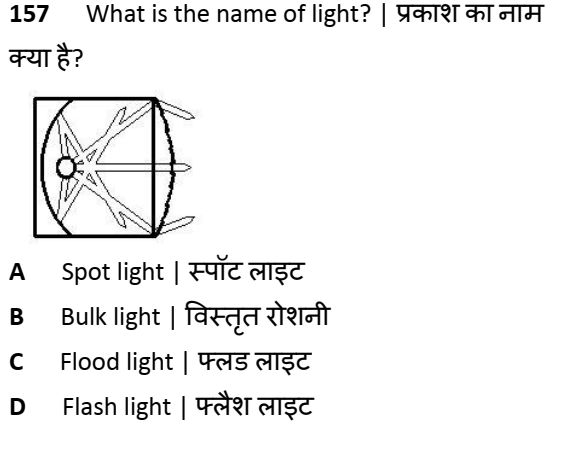 157 What is the name of light? | प्रकाश का नाम
क्या है?
A Spot light | स्पॉट लाइट
B Bulk light | विस्तृत रोशनी
C Flood light | फ्लड लाइट
D Flash light | फ्लैश लाइट